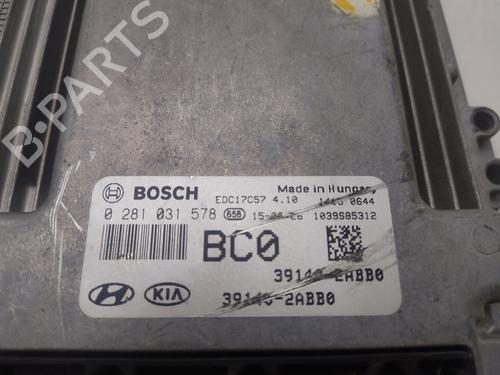 B-PARTS
BOSCH
EDC17C57 4.10
Made in Hungary
0 281 031 578 658
1039S85312
BC0
39140-2ABB0
KIA
39140-2ABB0